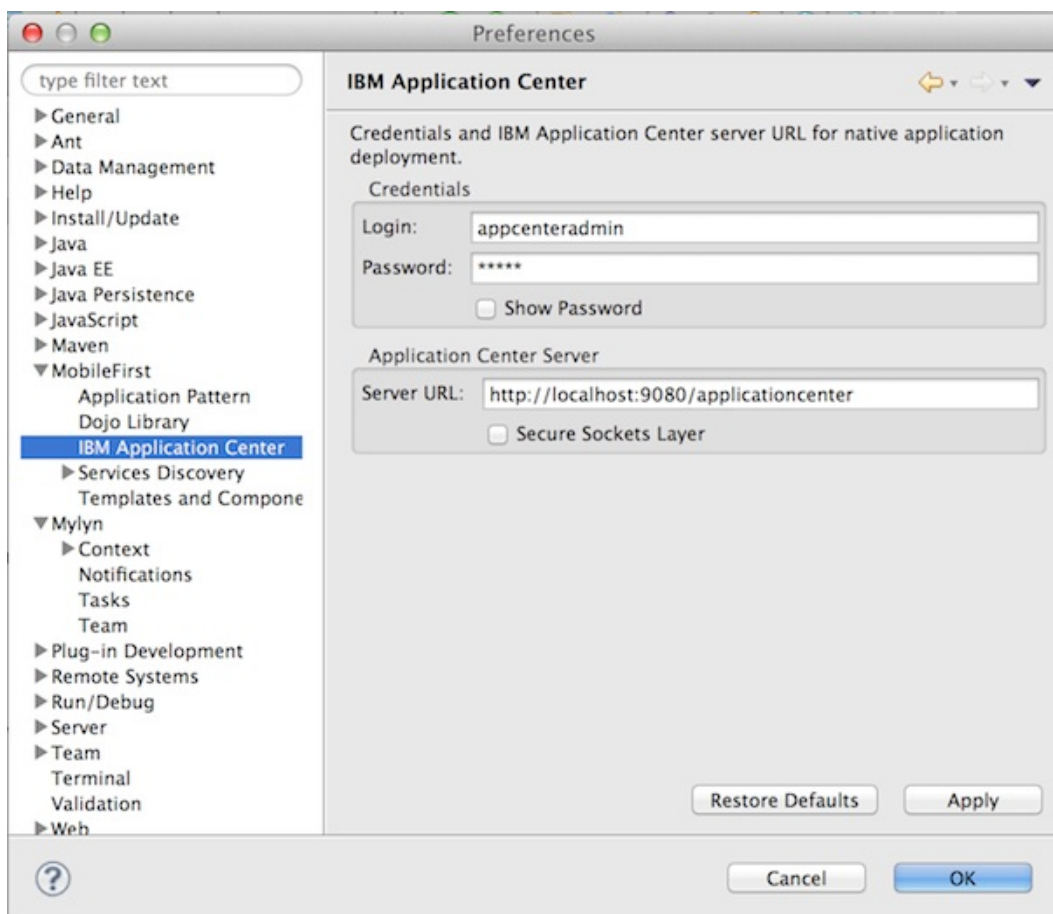 Preferences
type filter text
General
Ant
Data Management
Help
Install/Update
Java
Java EE
Java Persistence
JavaScript
Maven
MobileFirst
Application Pattern
Dojo Library
IBM Application Center
Services Discovery
Templates and Compone
Mylyn
Context
Notifications
Tasks
Team
Plug-in Development
Remote Systems
Run/Debug
Server
Team
Terminal
Validation
Web
IBM Application Center
Credentials and IBM Application Center server URL for native application
deployment.
Credentials
Login: appcenteradmin
Password: *****
Show Password
Application Center Server
Server URL: http://localhost:9080/applicationcenter
Secure Sockets Layer
Restore Defaults Apply
? Cancel OK